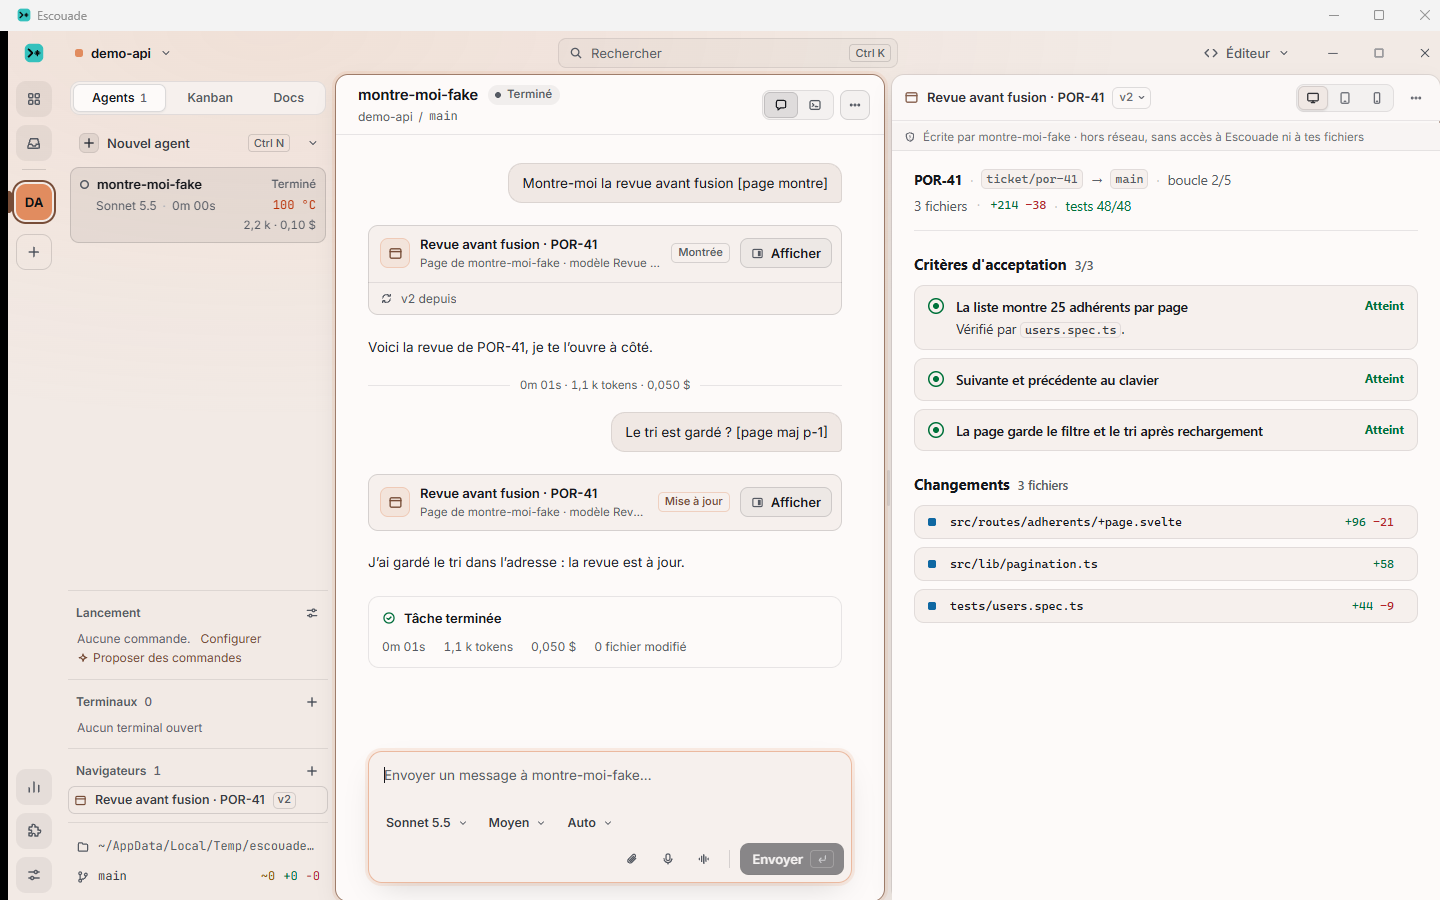 Escouade
demo-api
Rechercher
Ctrl K
Éditeur
Agents 1
Kanban
Docs
Nouvel agent
Ctrl N
montre-moi-fake
Terminé
Sonnet 5.5 · 0m 00s
100 °C
2,2 k · 0,10 $
DA
Lancement
Aucune commande. Configurer
Proposer des commandes
Terminaux 0
Aucun terminal ouvert
Navigateurs 1
Revue avant fusion · POR-41 v2
~/AppData/Local/Temp/escouade…
main
~0 +0 -0
montre-moi-fake
Terminé
demo-api / main
Montre-moi la revue avant fusion [page montre]
Revue avant fusion · POR-41
Page de montre-moi-fake · modèle Revue …
Montrée
Afficher
v2 depuis
Voici la revue de POR-41, je te l’ouvre à côté.
0m 01s · 1,1 k tokens · 0,050 $
Le tri est gardé ? [page maj p-1]
Revue avant fusion · POR-41
Page de montre-moi-fake · modèle Rev…
Mise à jour
Afficher
J’ai gardé le tri dans l’adresse : la revue est à jour.
Tâche terminée
0m 01s 1,1 k tokens 0,050 $ 0 fichier modifié
Envoyer un message à montre-moi-fake…
Sonnet 5.5
Moyen
Auto
Envoyer
Revue avant fusion · POR-41
v2
Écrite par montre-moi-fake · hors réseau, sans accès à Escouade ni à tes fichiers
POR-41 · ticket/por-41 → main · boucle 2/5
3 fichiers · +214 −38 · tests 48/48
Critères d'acceptation 3/3
La liste montre 25 adhérents par page
Atteint
Vérifié par users.spec.ts.
Suivante et précédente au clavier
Atteint
La page garde le filtre et le tri après rechargement
Atteint
Changements 3 fichiers
src/routes/adherents/+page.svelte
+96 −21
src/lib/pagination.ts
+58
tests/users.spec.ts
+44 −9